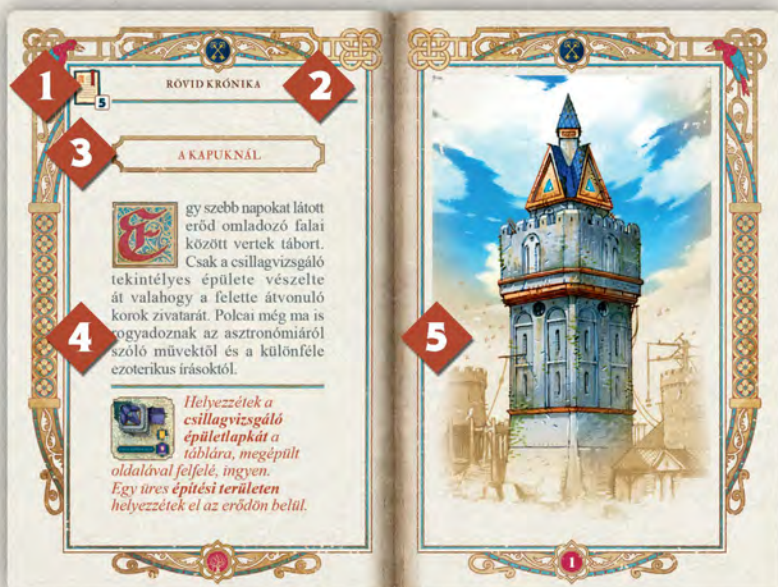 1
2
5
RÖVID KRÓNIKA
3
A KAPUKNÁL
Egy szebb napokat látott
erőd omladozó falai
között vertek tábort.
Csak a csillagvizsgáló
tekintélyes épülete vészelte
át valahogy a felette átvonuló
korok zivatarát. Polcai még ma is
rogyadoznak az asztronómiáról
szóló művektől és a különféle
ezoterikus írásoktól.
4
5
Helyezzétek a
csillagvizsgáló
épületlapkát a
táblára, megépült
oldalával felfelé, ingyen.
Egy üres építési területen
helyezzétek el az erődön belül.
1